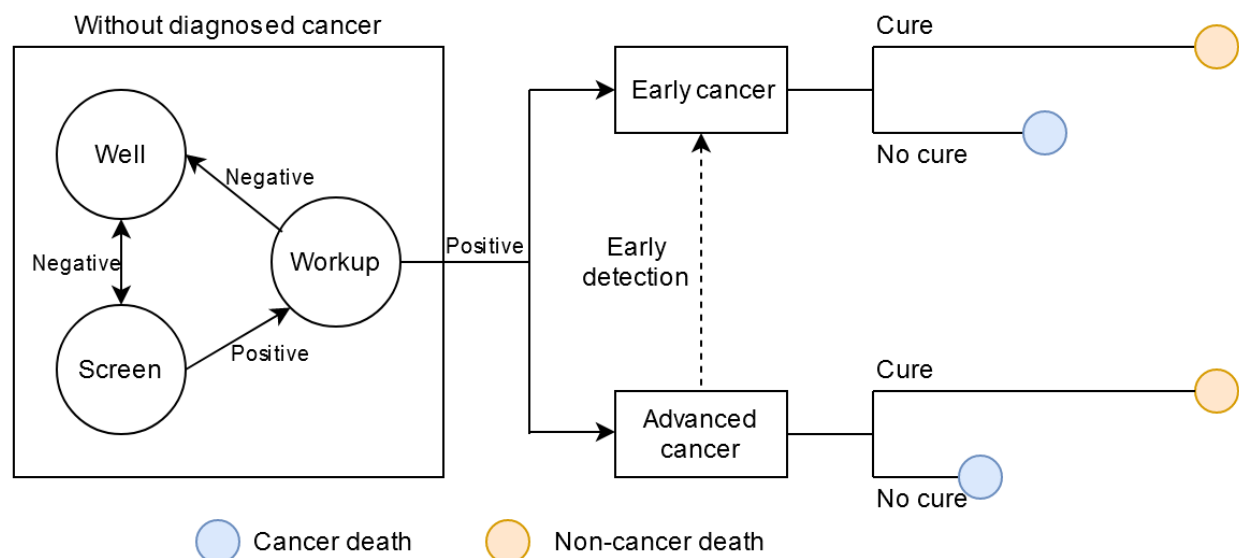 Without diagnosed cancer
Cure
Early cancer
No cure
Well
Negative
Workup
Positive
Negative
Early
detection
Positive
Screen
Cure
Advanced
cancer
No cure
Cancer death
Non-cancer death